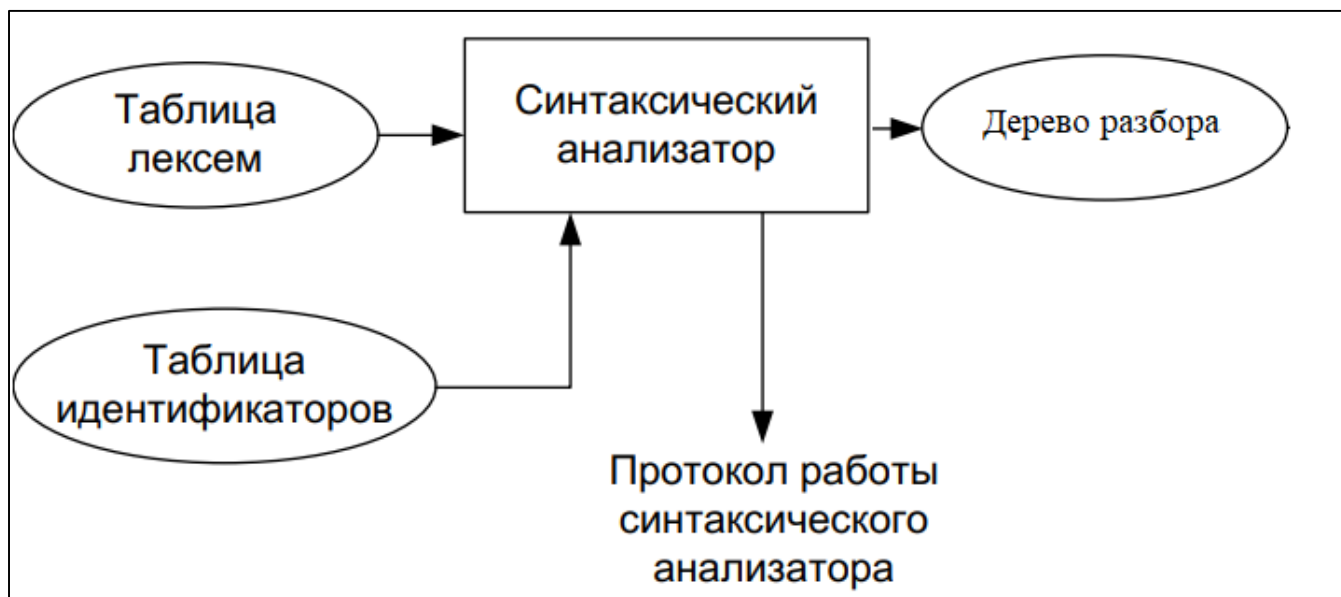 Таблица
лексем
Синтаксический
анализатор
Дерево разбора
Таблица
идентификаторов
Протокол работы
синтаксического
анализатора